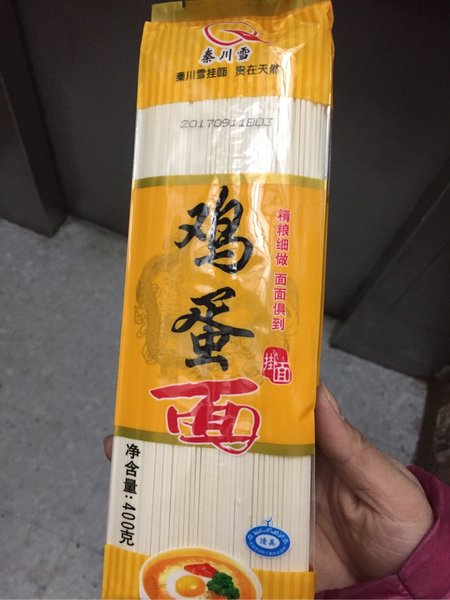 秦川雪
秦川雪挂面 贵在天然
20170911B03
鸡
蛋
面
精粮细做 面面俱到
挂面
净含量:400克
清真